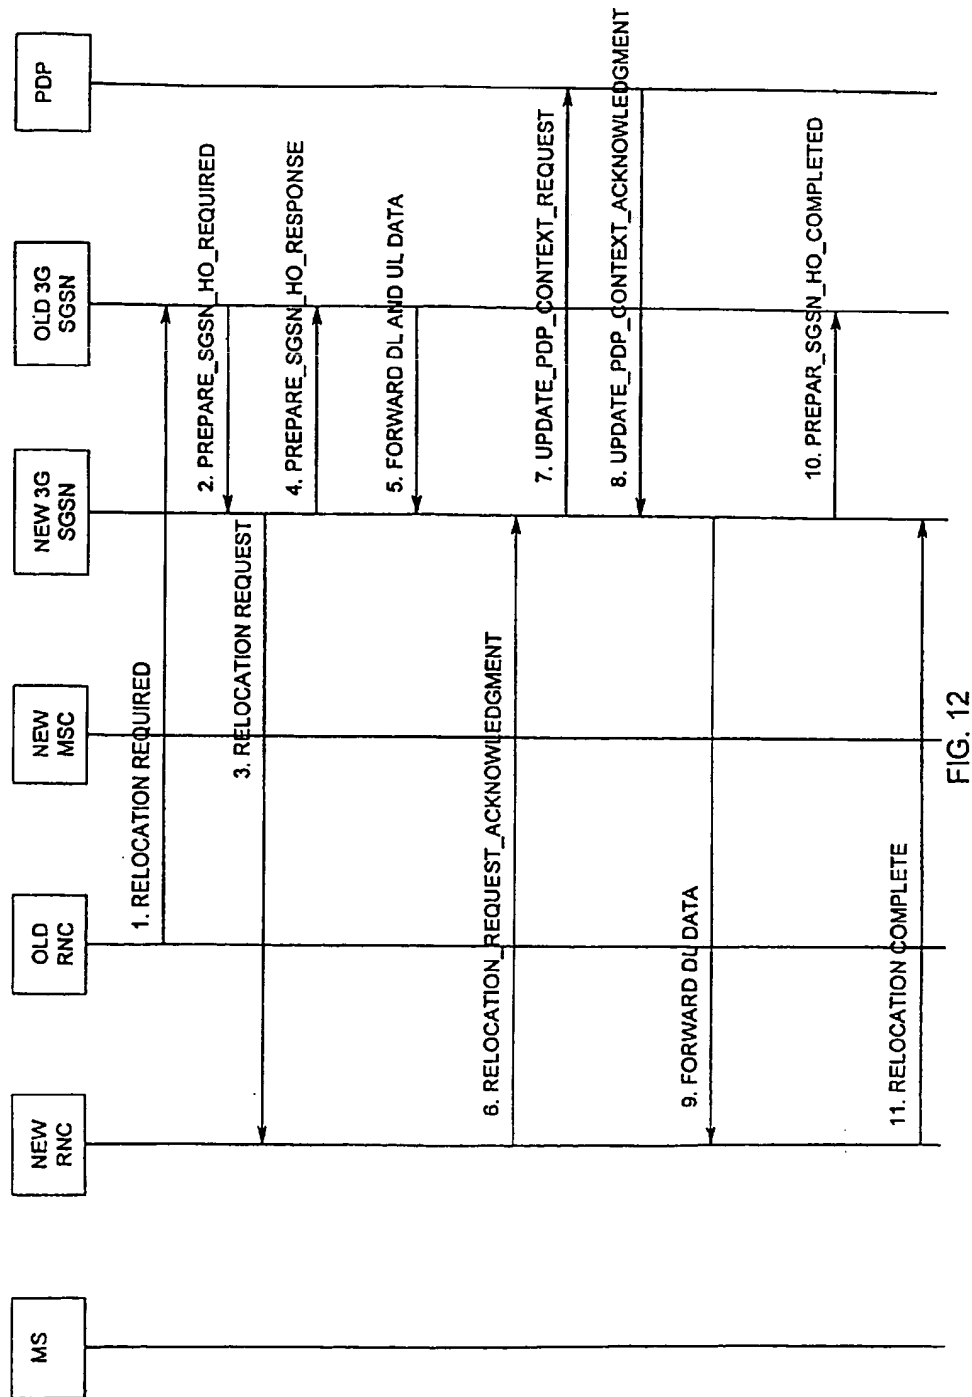 MS
NEW
RNC
OLD
RNC
NEW
MSC
NEW 3G
SGSN
OLD 3G
SGSN
PDP
1. RELOCATION REQUIRED
2. PREPARE_SGSN_HO_REQUIRED
3. RELOCATION REQUEST
4. PREPARE_SGSN_HO_RESPONSE
5. FORWARD DL AND UL DATA
6. RELOCATION_REQUEST_ACKNOWLEDGMENT
7. UPDATE_PDP_CONTEXT_REQUEST
8. UPDATE_PDP_CONTEXT_ACKNOWLEDGMENT
9. FORWARD DL DATA
10. PREPAR_SGSN_HO_COMPLETED
11. RELOCATION COMPLETE
FIG. 12